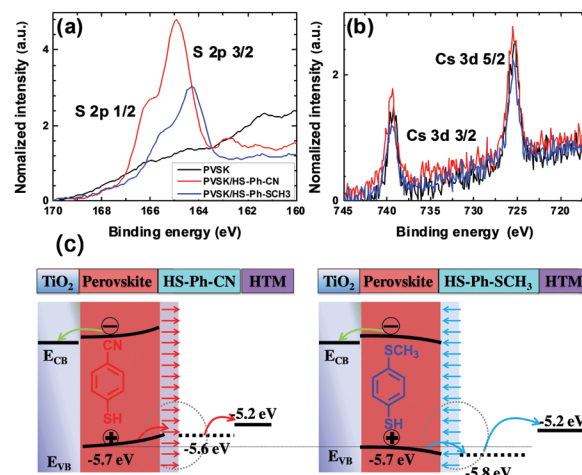 (a)
S 2p 3/2
S 2p 1/2
PVSK
PVSK/HS-Ph-CN
PVSK/HS-Ph-SCH3
Nomalized intensity (a.u.)
0
2
4
170 168 166 164 162 160
Binding energy (eV)
(b)
Cs 3d 5/2
Cs 3d 3/2
Nomalized intensity (a.u.)
0
2
4
745 740 735 730 725 720
Binding energy (eV)
(c)
TiO2 Perovskite HS-Ph-CN HTM
CN
SH
ECB
EVB
-5.7 eV
-5.6 eV
-5.2 eV
TiO2 Perovskite HS-Ph-SCH3 HTM
SCH3
SH
ECB
EVB
-5.7 eV
-5.8 eV
-5.2 eV